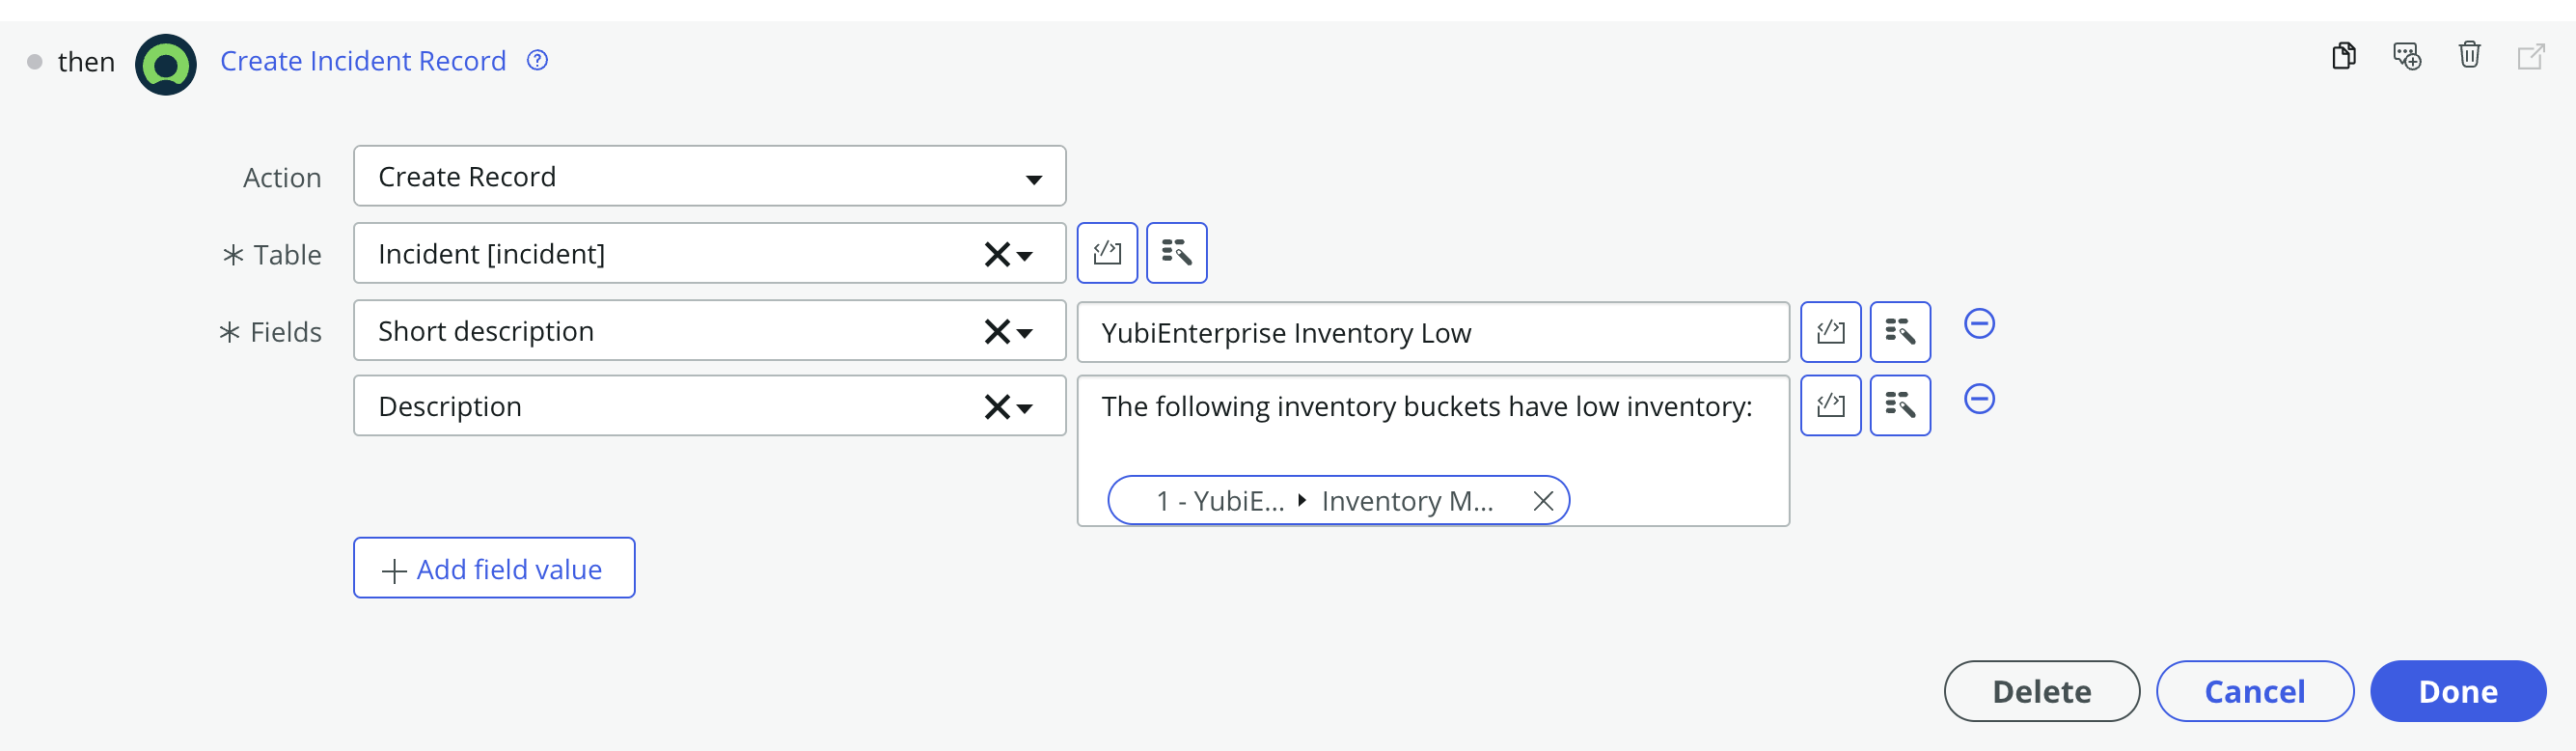 then Create Incident Record ?
Action Create Record
* Table Incident [incident]
* Fields Short description YubiEnterprise Inventory Low
Description The following inventory buckets have low inventory:
1 - YubiE... Inventory M...
+ Add field value
Delete Cancel Done